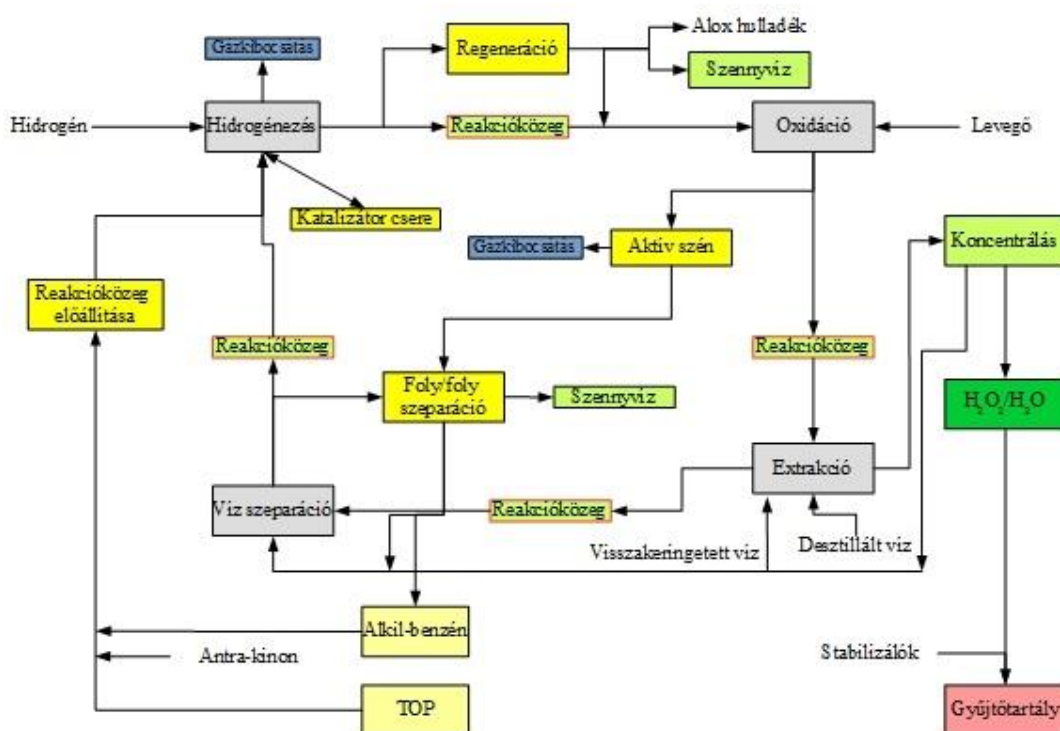 Gázkibocsátás
Regeneráció
Alox hulladék
Szennyvíz
Hidrogén
Hidrogénezés
Reakcióközeg
Oxidáció
Levegő
Katalizátor csere
Gázkibocsátás
Aktív szén
Koncentrálás
Reakcióközeg
előállítása
Reakcióközeg
Reakcióközeg
Foly/foly
szeparáció
Szennyvíz
H₂O₂/H₂O
Extrakció
Víz szeparáció
Reakcióközeg
Visszakeringetett víz
Desztillált víz
Alkil-benzén
Antra-kinon
Stabilizálók
TOP
Gyűjtőtartály